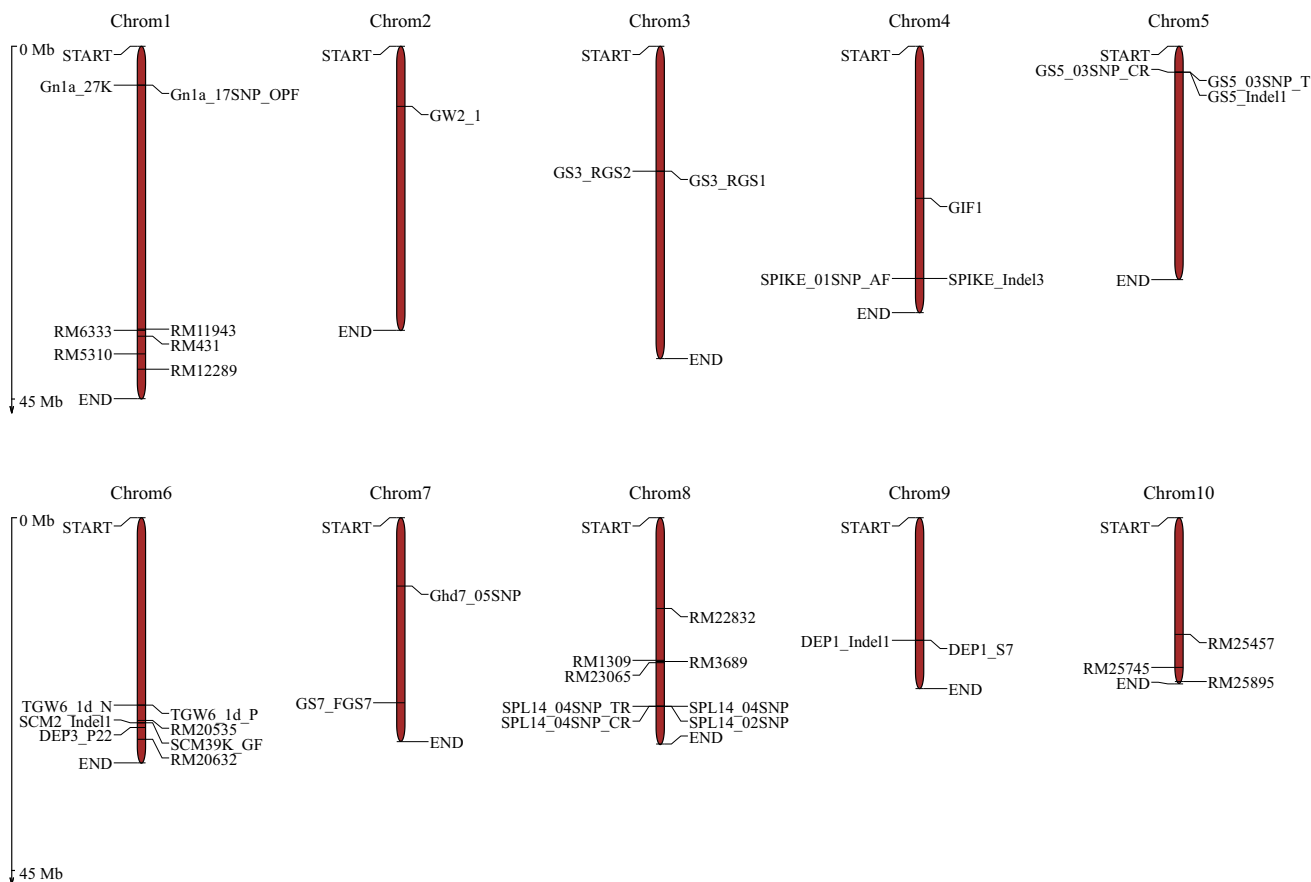 Chrom1 Chrom2 Chrom3 Chrom4 Chrom5
0 Mb START START START START START
Gn1a_27K Gn1a_17SNP_OPF
GS5_03SNP_CR GS5_03SNP_T
GS5_Indel1
GW2_1
GS3_RGS2 GS3_RGS1
GIF1
SPIKE_01SNP_AF SPIKE_Indel3
END
END
RM6333 RM11943
END
RM431
RM5310
END
RM12289
45 Mb END
Chrom6 Chrom7 Chrom8 Chrom9 Chrom10
0 Mb START START START START START
Ghd7_05SNP
RM22832
DEP1_Indel1 DEP1_S7
RM25457
RM1309 RM3689
RM23065
RM25745
END RM25895
END
GS7_FGS7
TGW6_1d_N TGW6_1d_P
SPL14_04SNP_TR SPL14_04SNP
SCM2_Indel1 RM20535
SPL14_04SNP_CR SPL14_02SNP
DEP3_P22 SCM39K_GF
END
END
RM20632
END
45 Mb